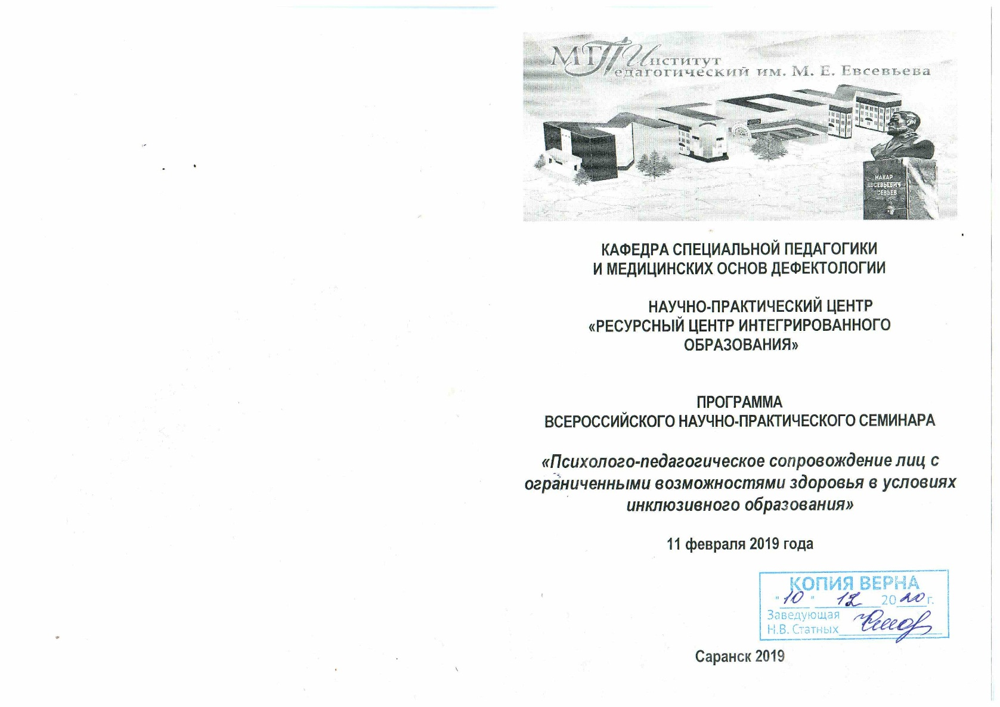 МГПИнститут
едагогический им. М. Е. Евсевьева
МАКАР
ЕВСЕВЬЕВИЧ
СЕВЬЕВ
КАФЕДРА СПЕЦИАЛЬНОЙ ПЕДАГОГИКИ
И МЕДИЦИНСКИХ ОСНОВ ДЕФЕКТОЛОГИИ
НАУЧНО-ПРАКТИЧЕСКИЙ ЦЕНТР
«РЕСУРСНЫЙ ЦЕНТР ИНТЕГРИРОВАННОГО
ОБРАЗОВАНИЯ»
ПРОГРАММА
ВСЕРОССИЙСКОГО НАУЧНО-ПРАКТИЧЕСКОГО СЕМИНАРА
«Психолого-педагогическое сопровождение лиц с
ограниченными возможностями здоровья в условиях
инклюзивного образования»
11 февраля 2019 года
КОПИЯ ВЕРНА
"10" 12 2020 г.
Заведующая
Н.В. Статных
Саранск 2019